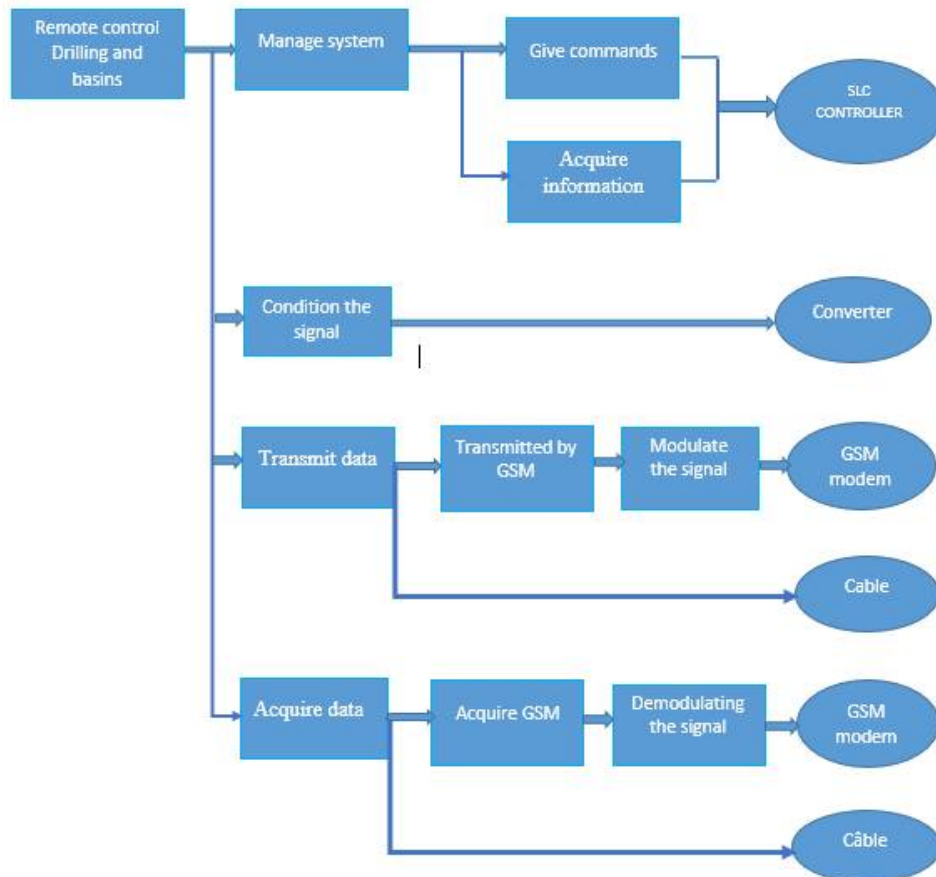 Remote control
Drilling and
basins
Manage system
Give commands
SLC
CONTROLLER
Acquire
information
Condition the
signal
Converter
Transmit data
Transmitted by
GSM
Modulate
the signal
GSM
modem
Cable
Acquire data
Acquire GSM
Demodulating
the signal
GSM
modem
Câble